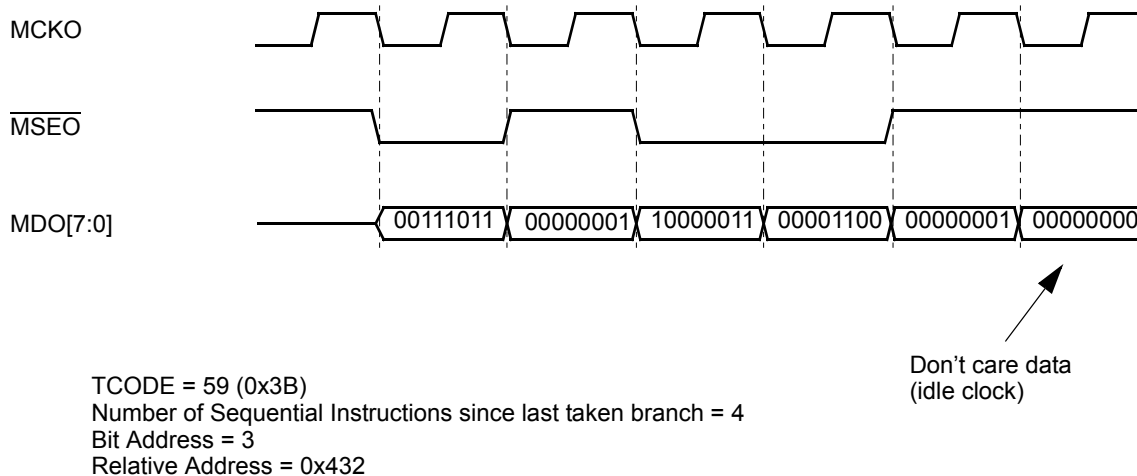 MCKO
MSEO
MDO[7:0]
00111011 00000001 10000011 00001100 00000001 00000000
Don't care data
(idle clock)
TCODE = 59 (0x3B)
Number of Sequential Instructions since last taken branch = 4
Bit Address = 3
Relative Address = 0x432